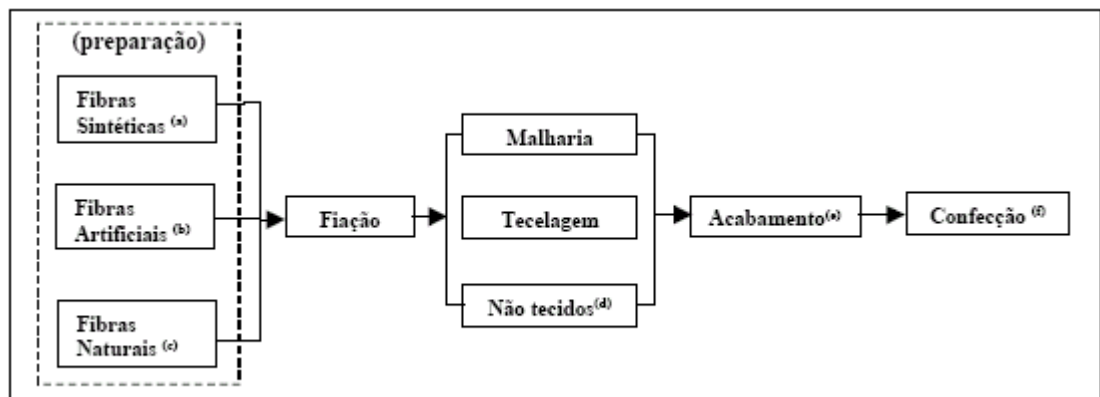 (preparação)
Fibras
Sintéticas (a)
Fibras
Artificiais (b)
Fibras
Naturais (c)
Fiação
Malharia
Tecelagem
Não tecidos(d)
Acabamento(e)
Confecção (f)